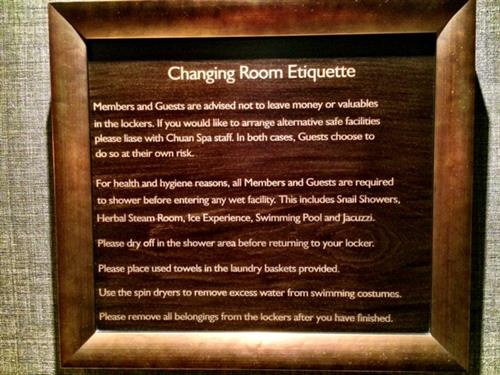 Changing Room Etiquette
Members and Guests are advised not to leave money or valuables
in the lockers. If you would like to arrange alternative safe facilities
please liase with Chuan Spa staff. In both cases, Guests choose to
do so at their own risk.
For health and hygiene reasons, all Members and Guests are required
to shower before entering any wet facility. This includes Snail Showers,
Herbal Steam Room, Ice Experience, Swimming Pool and Jacuzzi.
Please dry off in the shower area before returning to your locker.
Please place used towels in the laundry baskets provided.
Use the spin dryers to remove excess water from swimming costumes.
Please remove all belongings from the lockers after you have finished.